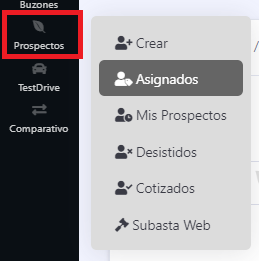 Buzones
Prospectos
TestDrive
Comparativo
Crear
Asignados
Mis Prospectos
Desistidos
Cotizados
Subasta Web